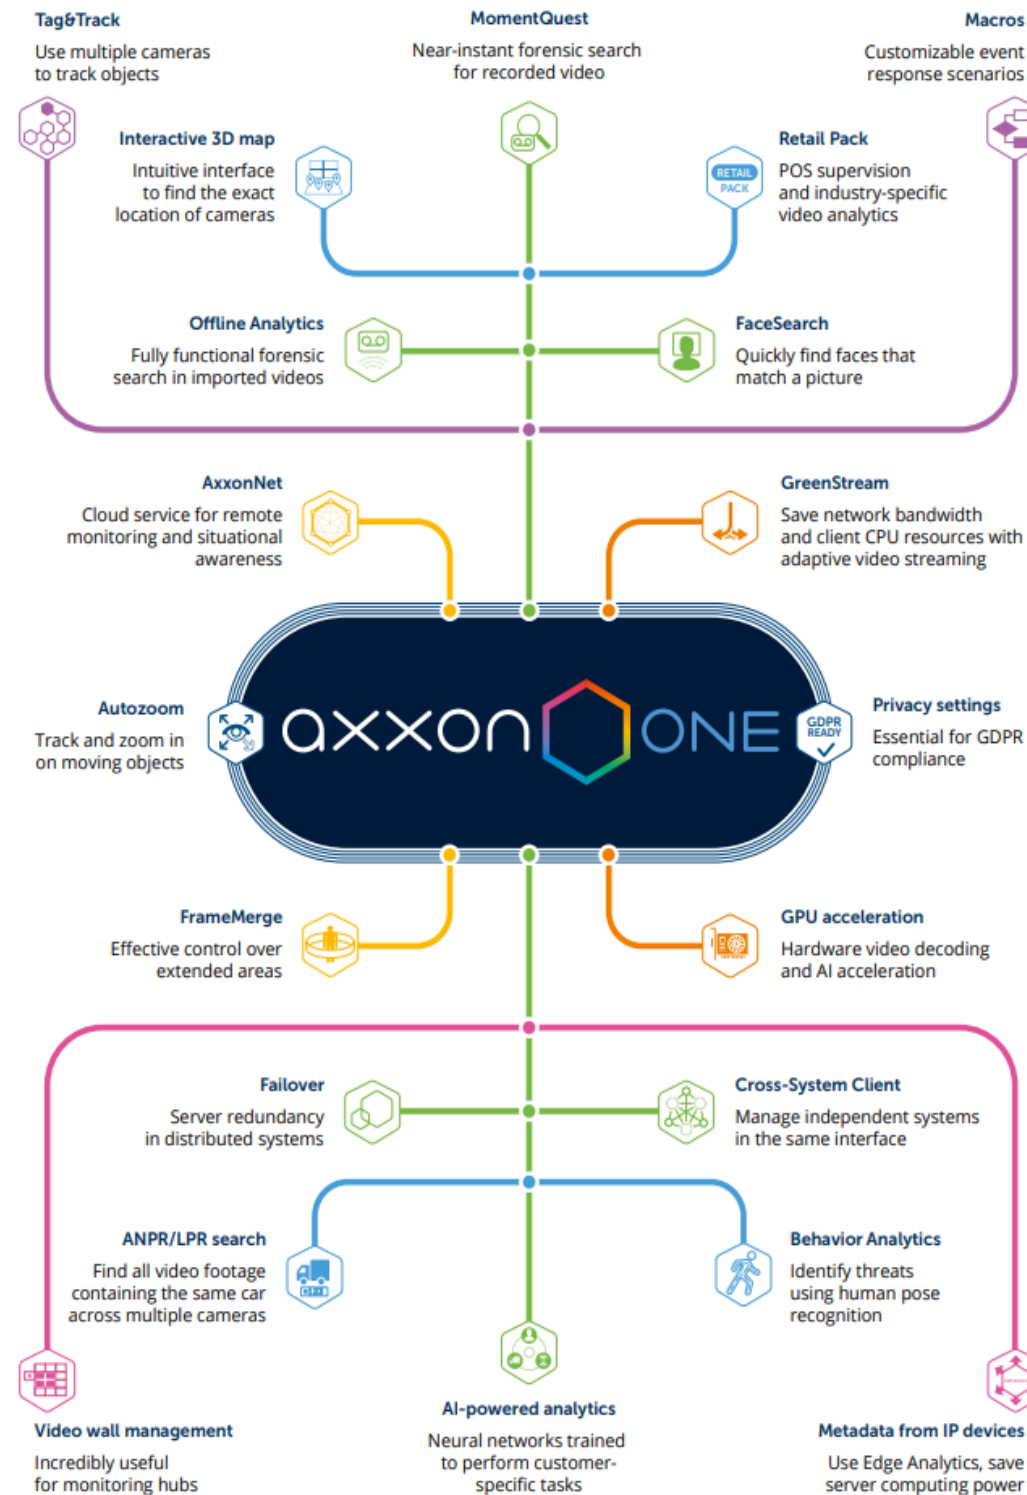 Tag&Track
Use multiple cameras
to track objects
MomentQuest
Near-instant forensic search
for recorded video
Macros
Customizable event
response scenarios
Interactive 3D map
Intuitive interface
to find the exact
location of cameras
RETAIL
PACK
Retail Pack
POS supervision
and industry-specific
video analytics
Offline Analytics
Fully functional forensic
search in imported videos
FaceSearch
Quickly find faces that
match a picture
AxxonNet
Cloud service for remote
monitoring and situational
awareness
GreenStream
Save network bandwidth
and client CPU resources with
adaptive video streaming
Autozoom
Track and zoom in
on moving objects
axxon ONE
GDPR
READY
Privacy settings
Essential for GDPR
compliance
FrameMerge
Effective control over
extended areas
GPU acceleration
Hardware video decoding
and AI acceleration
Failover
Server redundancy
in distributed systems
Cross-System Client
Manage independent systems
in the same interface
ANPR/LPR search
Find all video footage
containing the same car
across multiple cameras
Behavior Analytics
Identify threats
using human pose
recognition
Video wall management
Incredibly useful
for monitoring hubs
AI-powered analytics
Neural networks trained
to perform customer-
specific tasks
Metadata from IP devices
Use Edge Analytics, save
server computing power